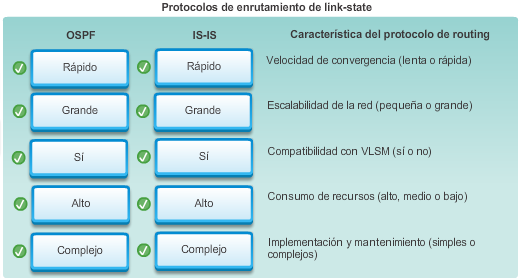 Protocolos de enrutamiento de link-state
OSPF IS-IS Característica del protocolo de routing
Rápido Rápido Velocidad de convergencia (lenta o rápida)
Grande Grande Escalabilidad de la red (pequeña o grande)
Sí Sí Compatibilidad con VLSM (sí o no)
Alto Alto Consumo de recursos (alto, medio o bajo)
Complejo Complejo Implementación y mantenimiento (simples o
complejos)